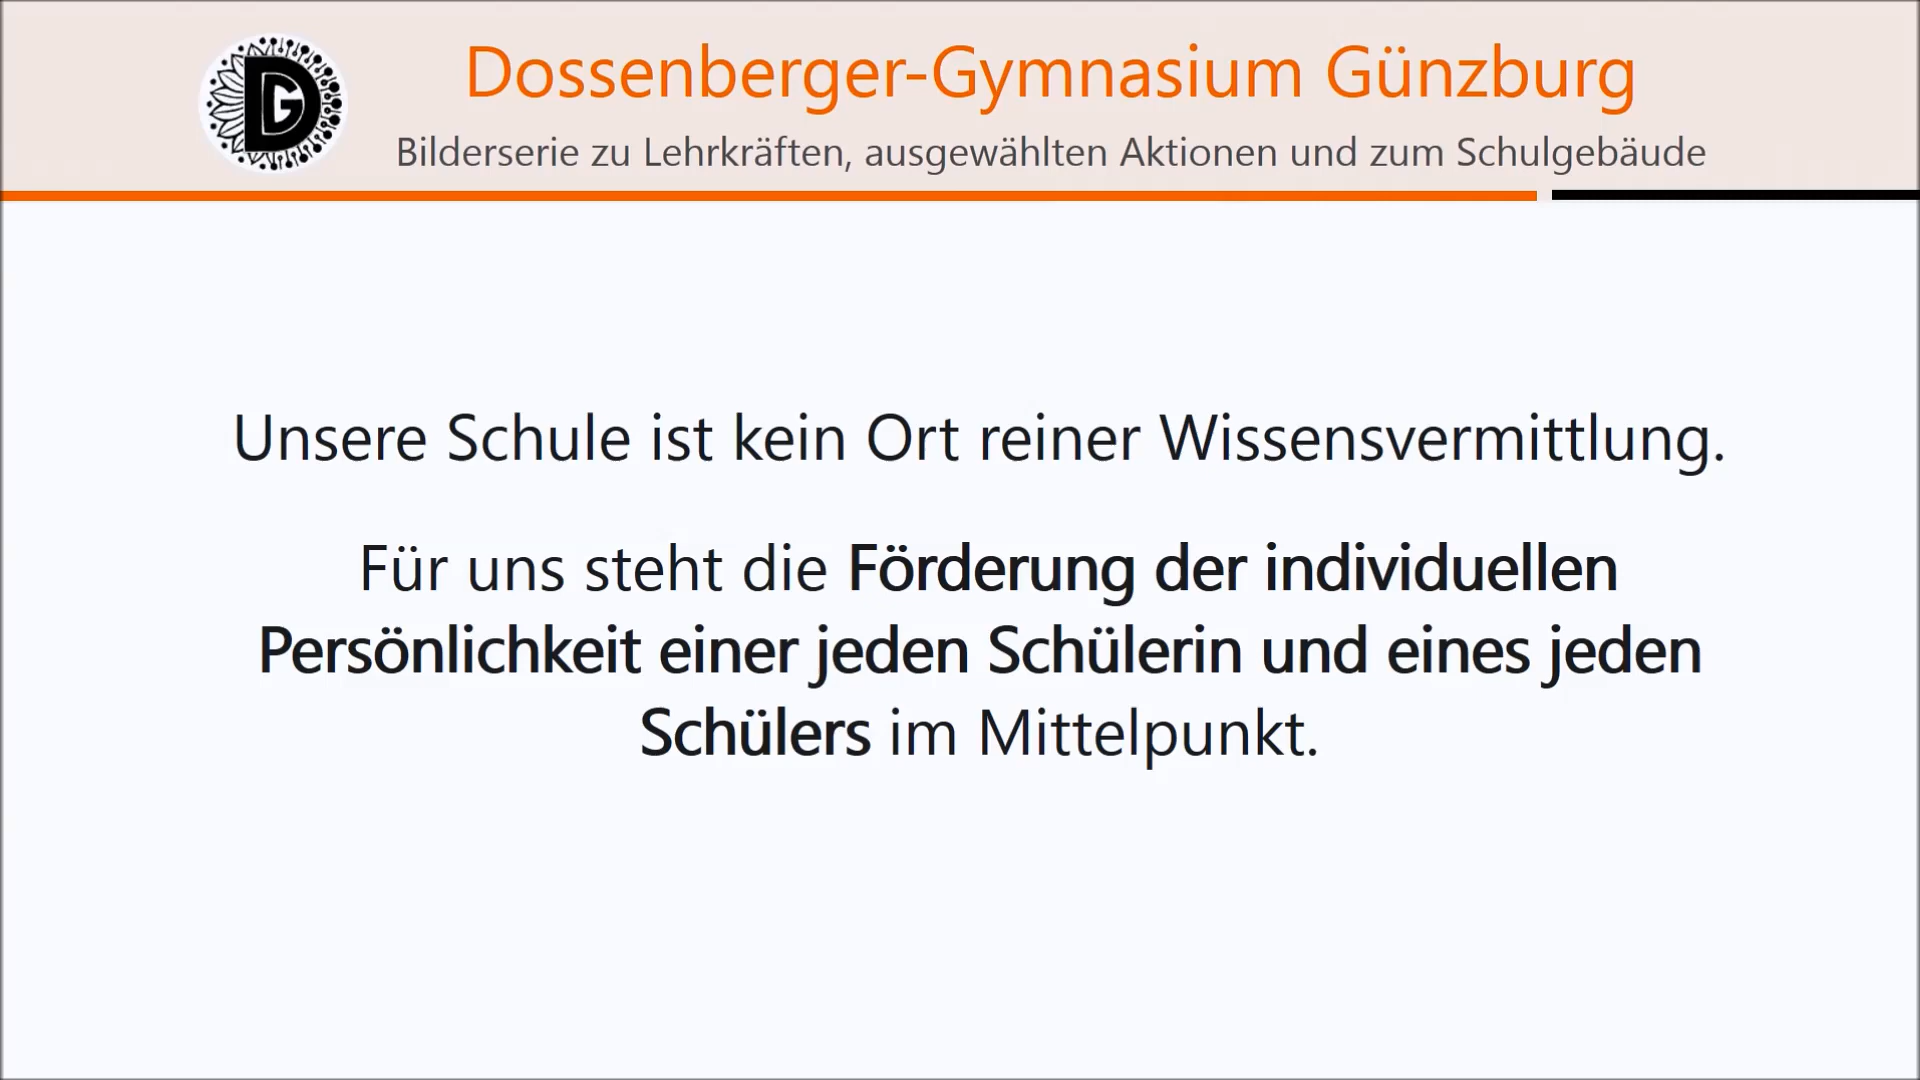 DG
Dossenberger-Gymnasium Günzburg
Bilderserie zu Lehrkräften, ausgewählten Aktionen und zum Schulgebäude
Unsere Schule ist kein Ort reiner Wissensvermittlung.
Für uns steht die Förderung der individuellen
Persönlichkeit einer jeden Schülerin und eines jeden
Schülers im Mittelpunkt.